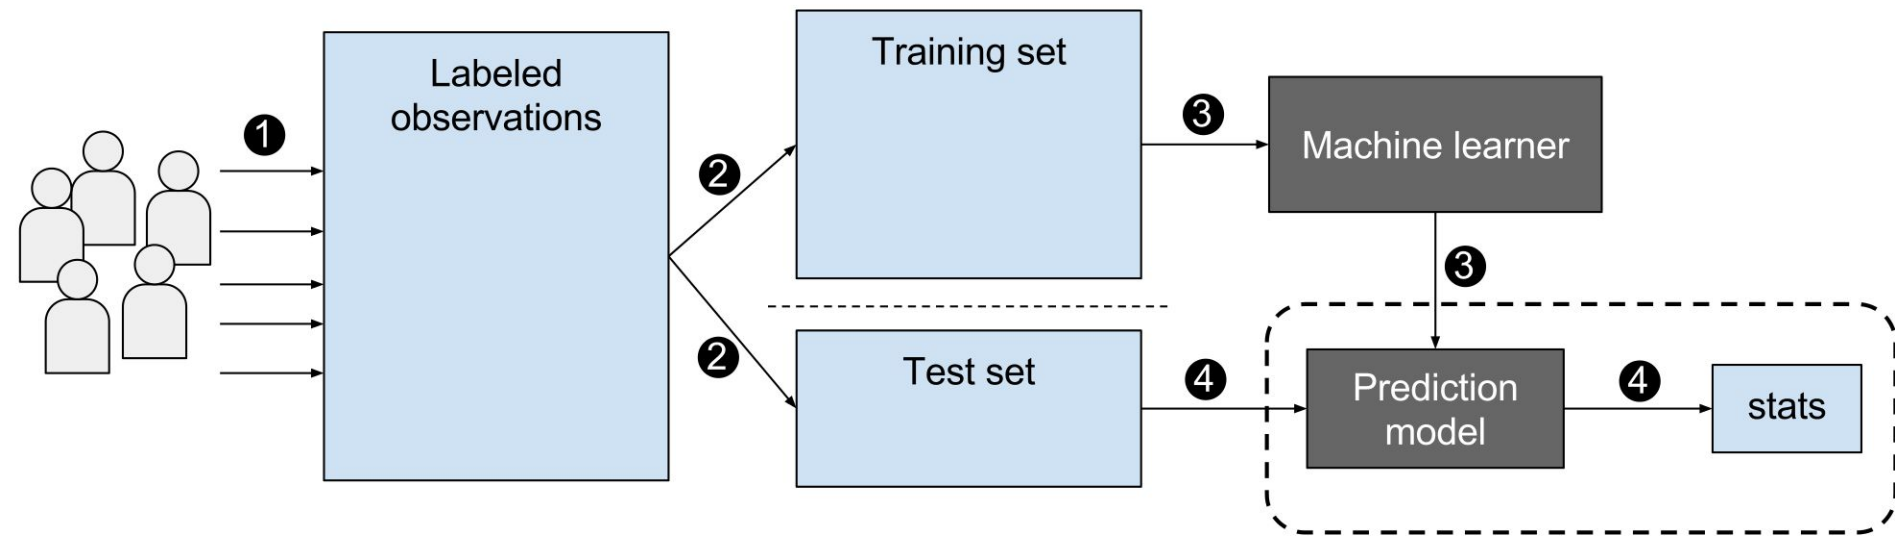 1
Labeled
observations
2
2
Training set
Test set
3
Machine learner
3
4
Prediction
model
4
stats